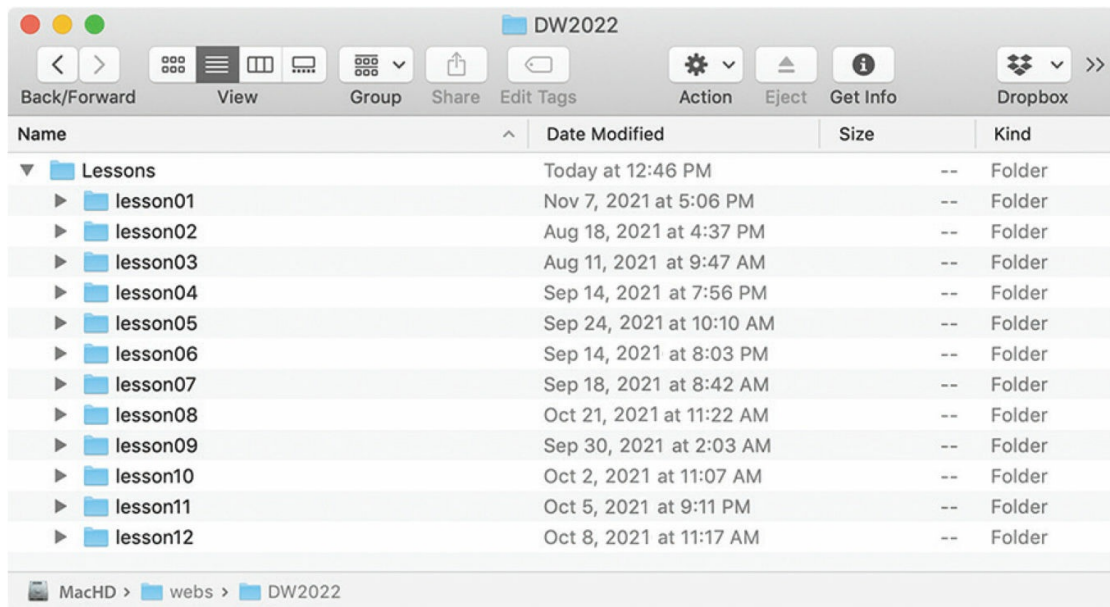 DW2022
Back/Forward View Group Share Edit Tags Action Eject Get Info Dropbox
Name Date Modified Size Kind
Lessons Today at 12:46 PM -- Folder
lesson01 Nov 7, 2021 at 5:06 PM -- Folder
lesson02 Aug 18, 2021 at 4:37 PM -- Folder
lesson03 Aug 11, 2021 at 9:47 AM -- Folder
lesson04 Sep 14, 2021 at 7:56 PM -- Folder
lesson05 Sep 24, 2021 at 10:10 AM -- Folder
lesson06 Sep 14, 2021 at 8:03 PM -- Folder
lesson07 Sep 18, 2021 at 8:42 AM -- Folder
lesson08 Oct 21, 2021 at 11:22 AM -- Folder
lesson09 Sep 30, 2021 at 2:03 AM -- Folder
lesson10 Oct 2, 2021 at 11:07 AM -- Folder
lesson11 Oct 5, 2021 at 9:11 PM -- Folder
lesson12 Oct 8, 2021 at 11:17 AM -- Folder
MacHD › webs › DW2022